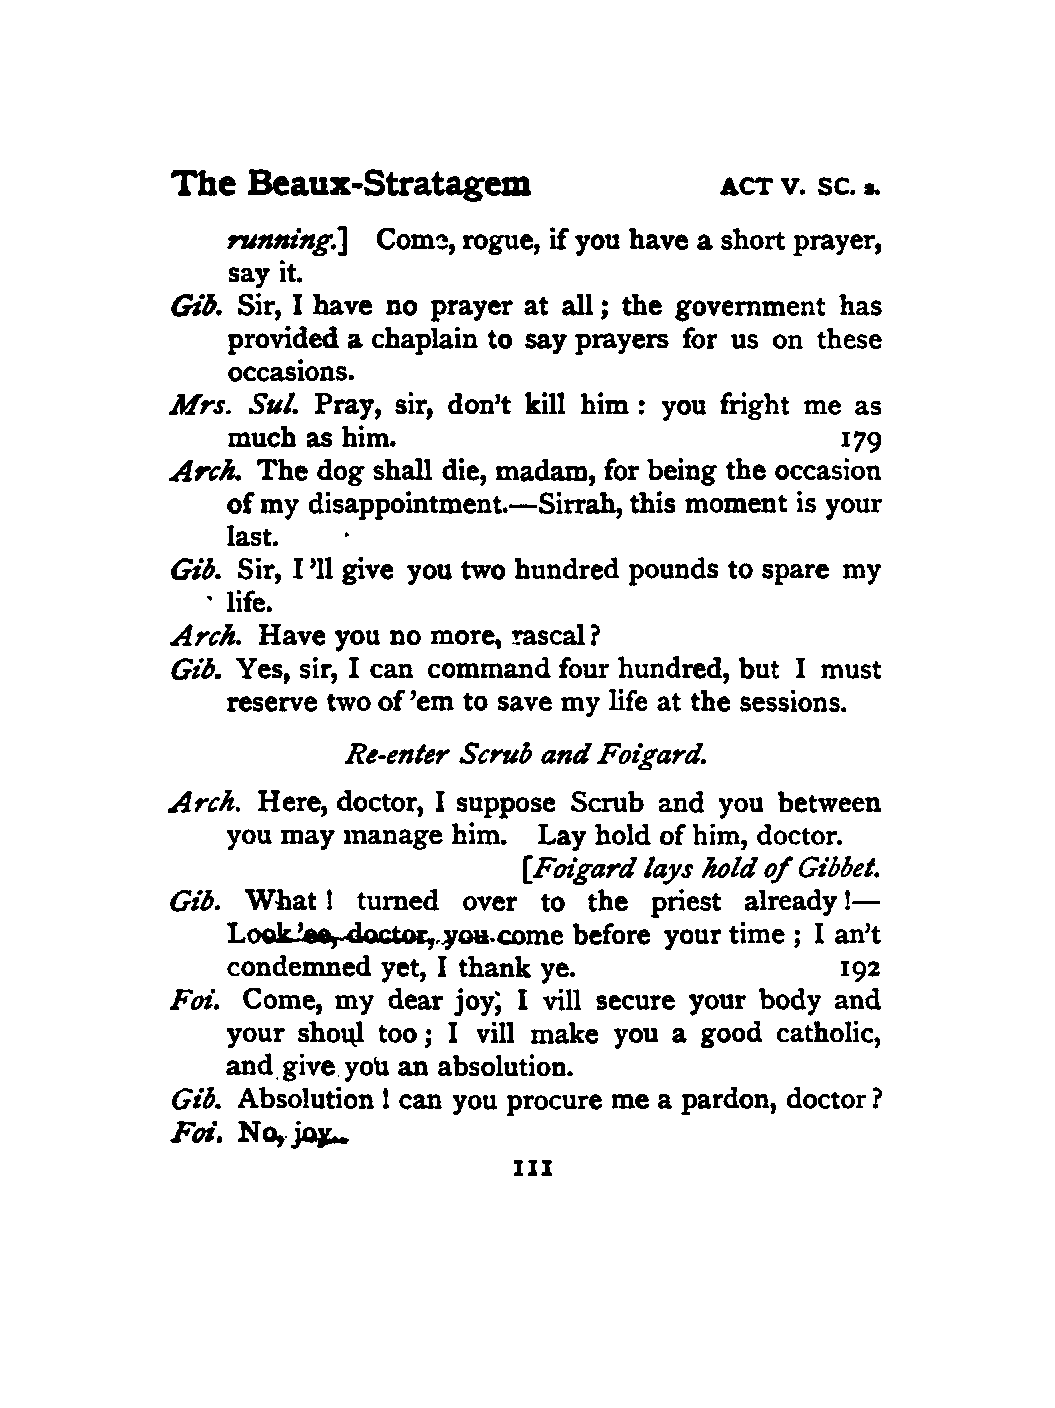 The Beaux-Stratagem ACT V. SC. 2.
running.] Come, rogue, if you have a short prayer,
say it.
Gib. Sir, I have no prayer at all; the government has
provided a chaplain to say prayers for us on these
occasions.
Mrs. Sul. Pray, sir, don't kill him: you fright me as
much as him. 179
Arch. The dog shall die, madam, for being the occasion
of my disappointment.—Sirrah, this moment is your
last.
Gib. Sir, I'll give you two hundred pounds to spare my
life.
Arch. Have you no more, rascal?
Gib. Yes, sir, I can command four hundred, but I must
reserve two of 'em to save my life at the sessions.
Re-enter Scrub and Foigard.
Arch. Here, doctor, I suppose Scrub and you between
you may manage him. Lay hold of him, doctor.
[Foigard lays hold of Gibbet.
Gib. What! turned over to the priest already!—
Look'ee, doctor, you come before your time; I an't
condemned yet, I thank ye. 192
Foi. Come, my dear joy, I vill secure your body and
your shoul too; I vill make you a good catholic,
and give you an absolution.
Gib. Absolution! can you procure me a pardon, doctor?
Foi. No, joy.
111